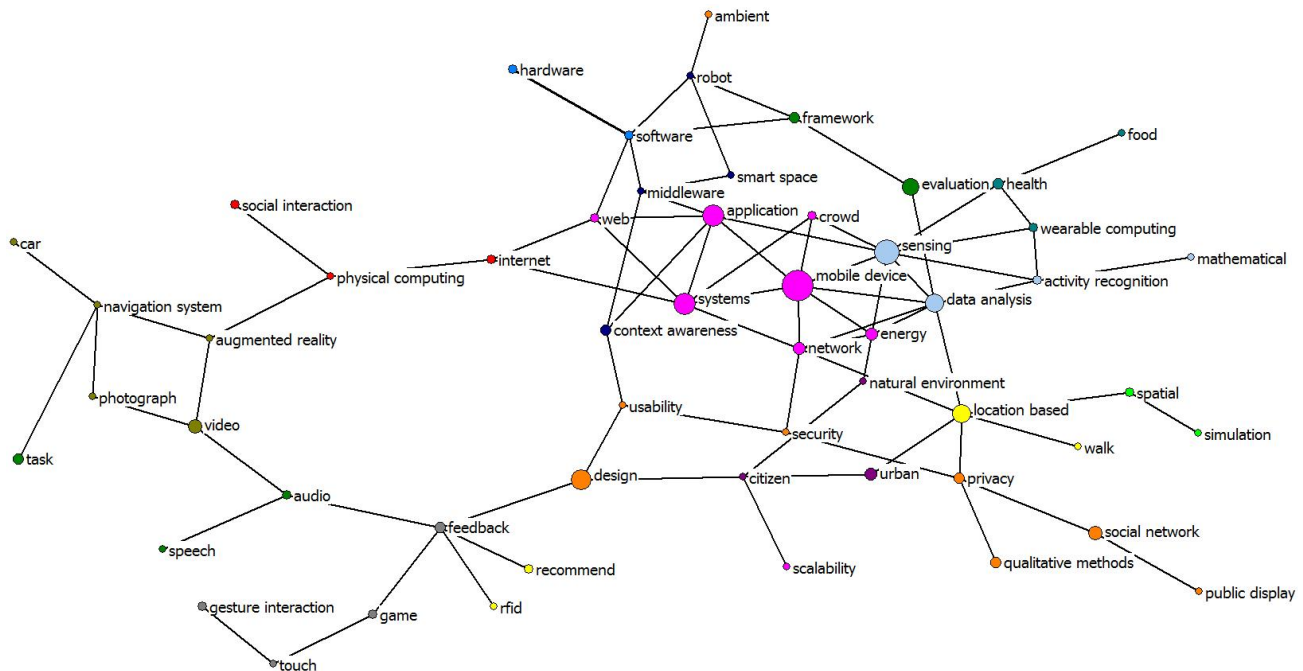 ambient
hardware
robot
framework
software
food
smart space
evaluation
health
middleware
social interaction
web
application
crowd
wearable computing
car
sensing
internet
mathematical
physical computing
mobile device
activity recognition
navigation system
systems
data analysis
context awareness
energy
augmented reality
network
natural environment
photograph
spatial
usability
location based
video
security
simulation
walk
task
design
citizen
urban
privacy
audio
feedback
social network
speech
recommend
scalability
qualitative methods
gesture interaction
rfid
game
public display
touch